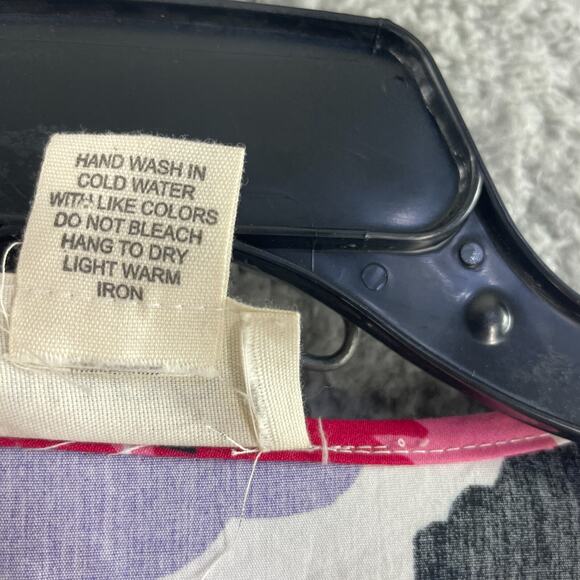 HAND WASH IN
COLD WATER
WITH LIKE COLORS
DO NOT BLEACH
HANG TO DRY
LIGHT WARM
IRON